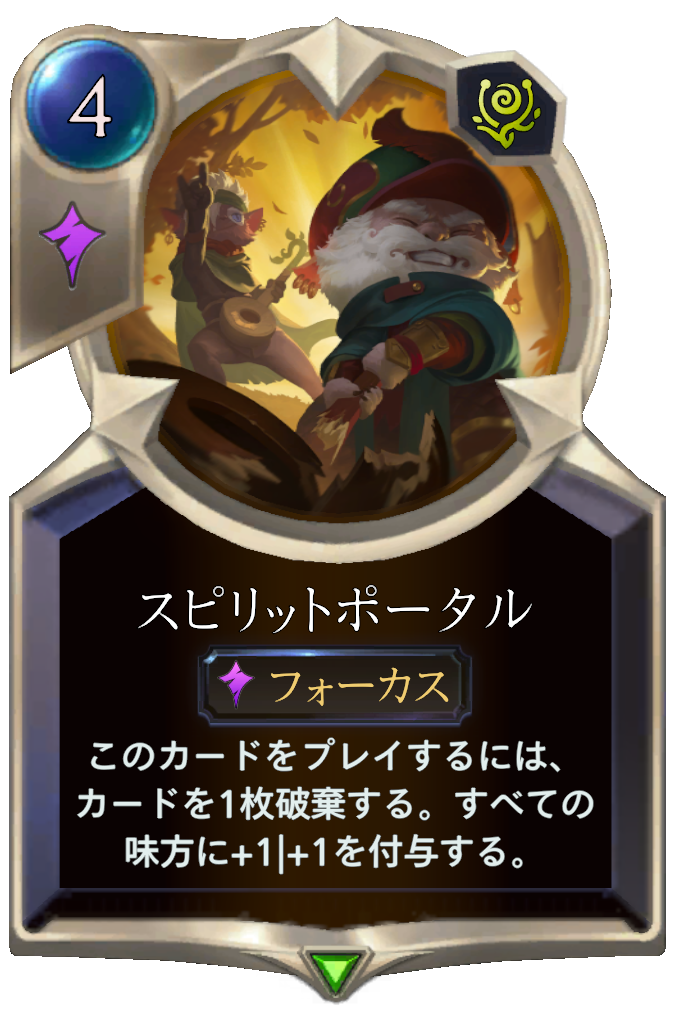 4
スピリットポータル
フォーカス
このカードをプレイするには、
カードを1枚破棄する。すべての
味方に+1|+1を付与する。